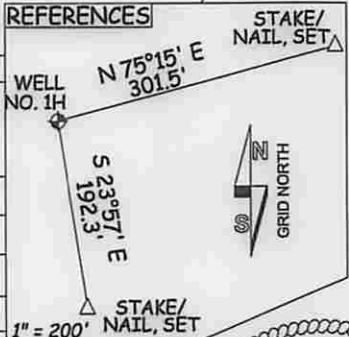 REFERENCES
STAKE/
NAIL, SET
N 75°15' E
301.5'
WELL
NO. 1H
S 23°57' E
192.3'
N
S
GRID NORTH
STAKE/
NAIL, SET
1" = 200'